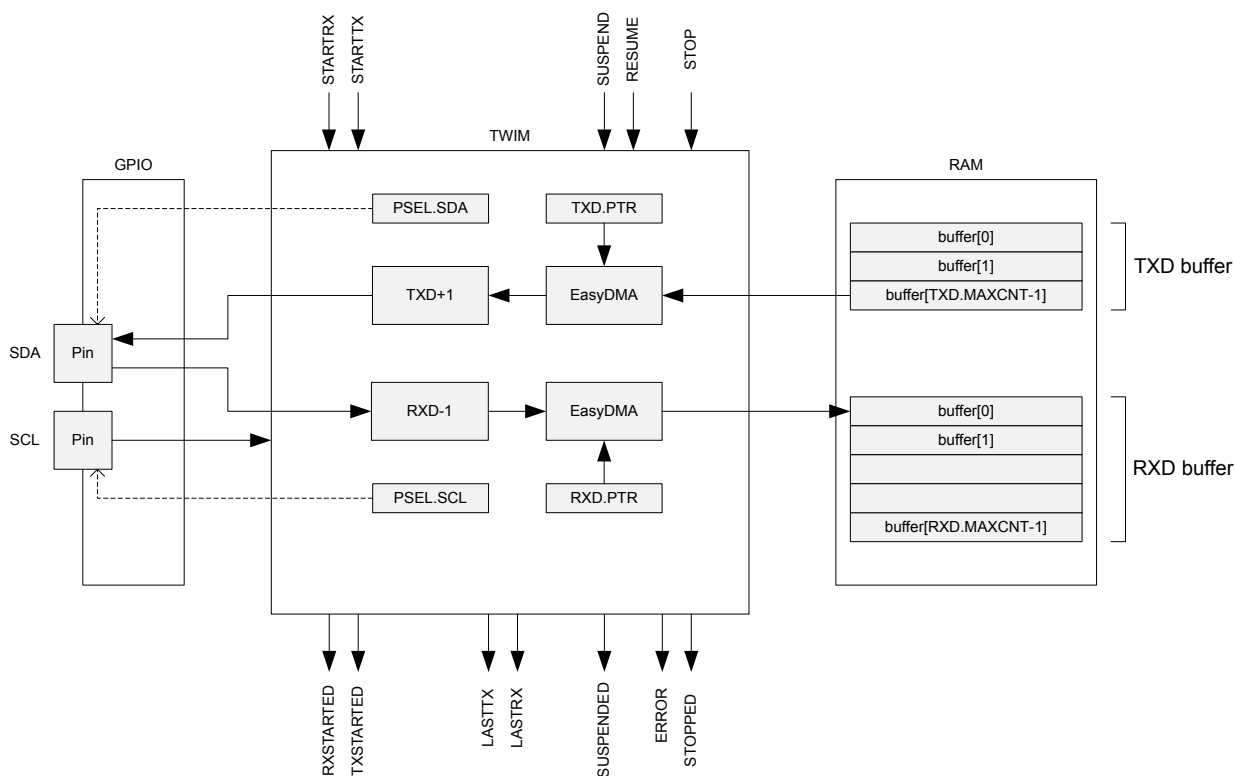 STARTRX
STARTTX
SUSPEND
RESUME
STOP
GPIO
TWIM
RAM
PSEL.SDA
TXD.PTR
buffer[0]
buffer[1]
buffer[TXD.MAXCNT-1]
TXD buffer
TXD+1
EasyDMA
SDA
Pin
RXD-1
EasyDMA
SCL
Pin
buffer[0]
buffer[1]
buffer[RXD.MAXCNT-1]
RXD buffer
PSEL.SCL
RXD.PTR
RXSTARTED
TXSTARTED
LASTTX
LASTRX
SUSPENDED
ERROR
STOPPED